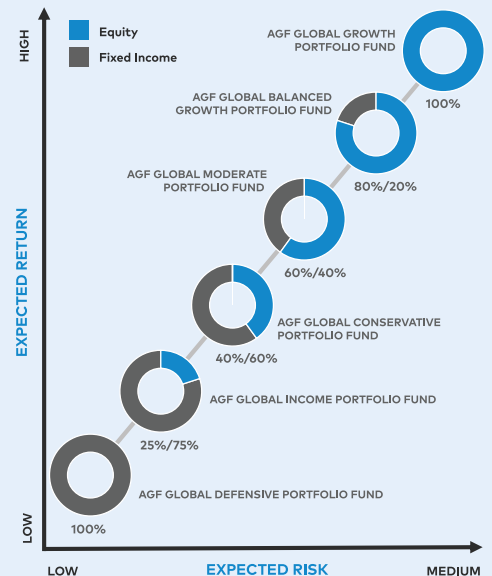 HIGH
Equity
Fixed Income
AGF GLOBAL GROWTH
PORTFOLIO FUND
100%
AGF GLOBAL BALANCED
GROWTH PORTFOLIO FUND
80%/20%
AGF GLOBAL MODERATE
PORTFOLIO FUND
60%/40%
EXPECTED RETURN
AGF GLOBAL CONSERVATIVE
PORTFOLIO FUND
40%/60%
AGF GLOBAL INCOME PORTFOLIO FUND
25%/75%
AGF GLOBAL DEFENSIVE PORTFOLIO FUND
100%
LOW
LOW
EXPECTED RISK
MEDIUM